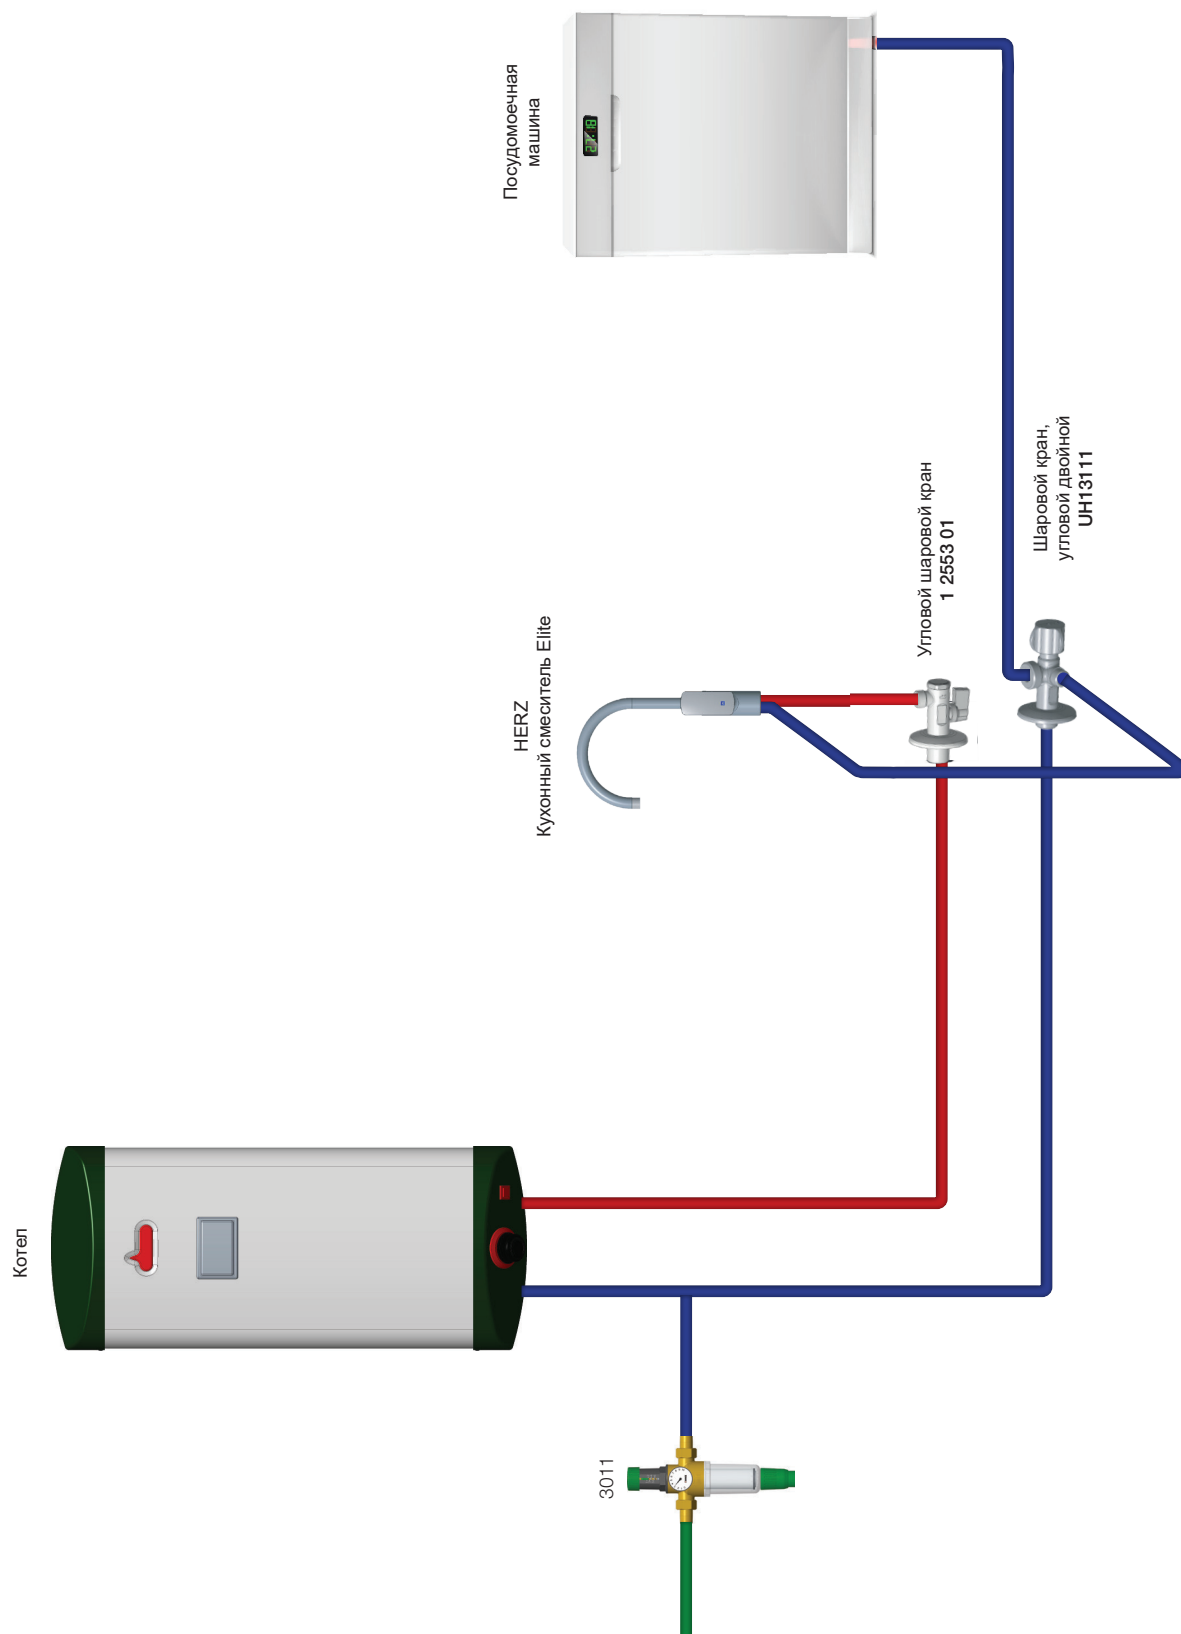 Котел
3011
HERZ
Кухонный смеситель Elite
Угловой шаровой кран
1 2553 01
Шаровой кран,
угловой двойной
UH13111
Посудомоечная
машина